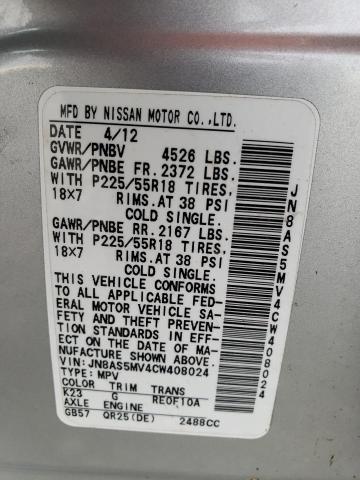 MFD BY NISSAN MOTOR CO.,LTD.
DATE 4/12
GVWR/PNBV 4526 LBS.
GAWR/PNBE FR. 2372 LBS.
WITH P225/55R18 TIRES,
18X7 RIMS.AT 38 PSI
COLD SINGLE.
GAWR/PNBE RR. 2167 LBS.
WITH P225/55R18 TIRES,
18X7 RIMS.AT 38 PSI
COLD SINGLE.
THIS VEHICLE CONFORMS
TO ALL APPLICABLE FED-
ERAL MOTOR VEHICLE SA-
FETY AND THEFT PREVEN-
TION STANDARDS IN EFF-
ECT ON THE DATE OF MA-
NUFACTURE SHOWN ABOVE.
VIN:JN8AS5MV4CW408024
TYPE: MPV
COLOR TRIM TRANS
K23 G RE0F10A
AXLE ENGINE
GB57 QR25(DE) 2488CC
JN8AS5MV4CW408024